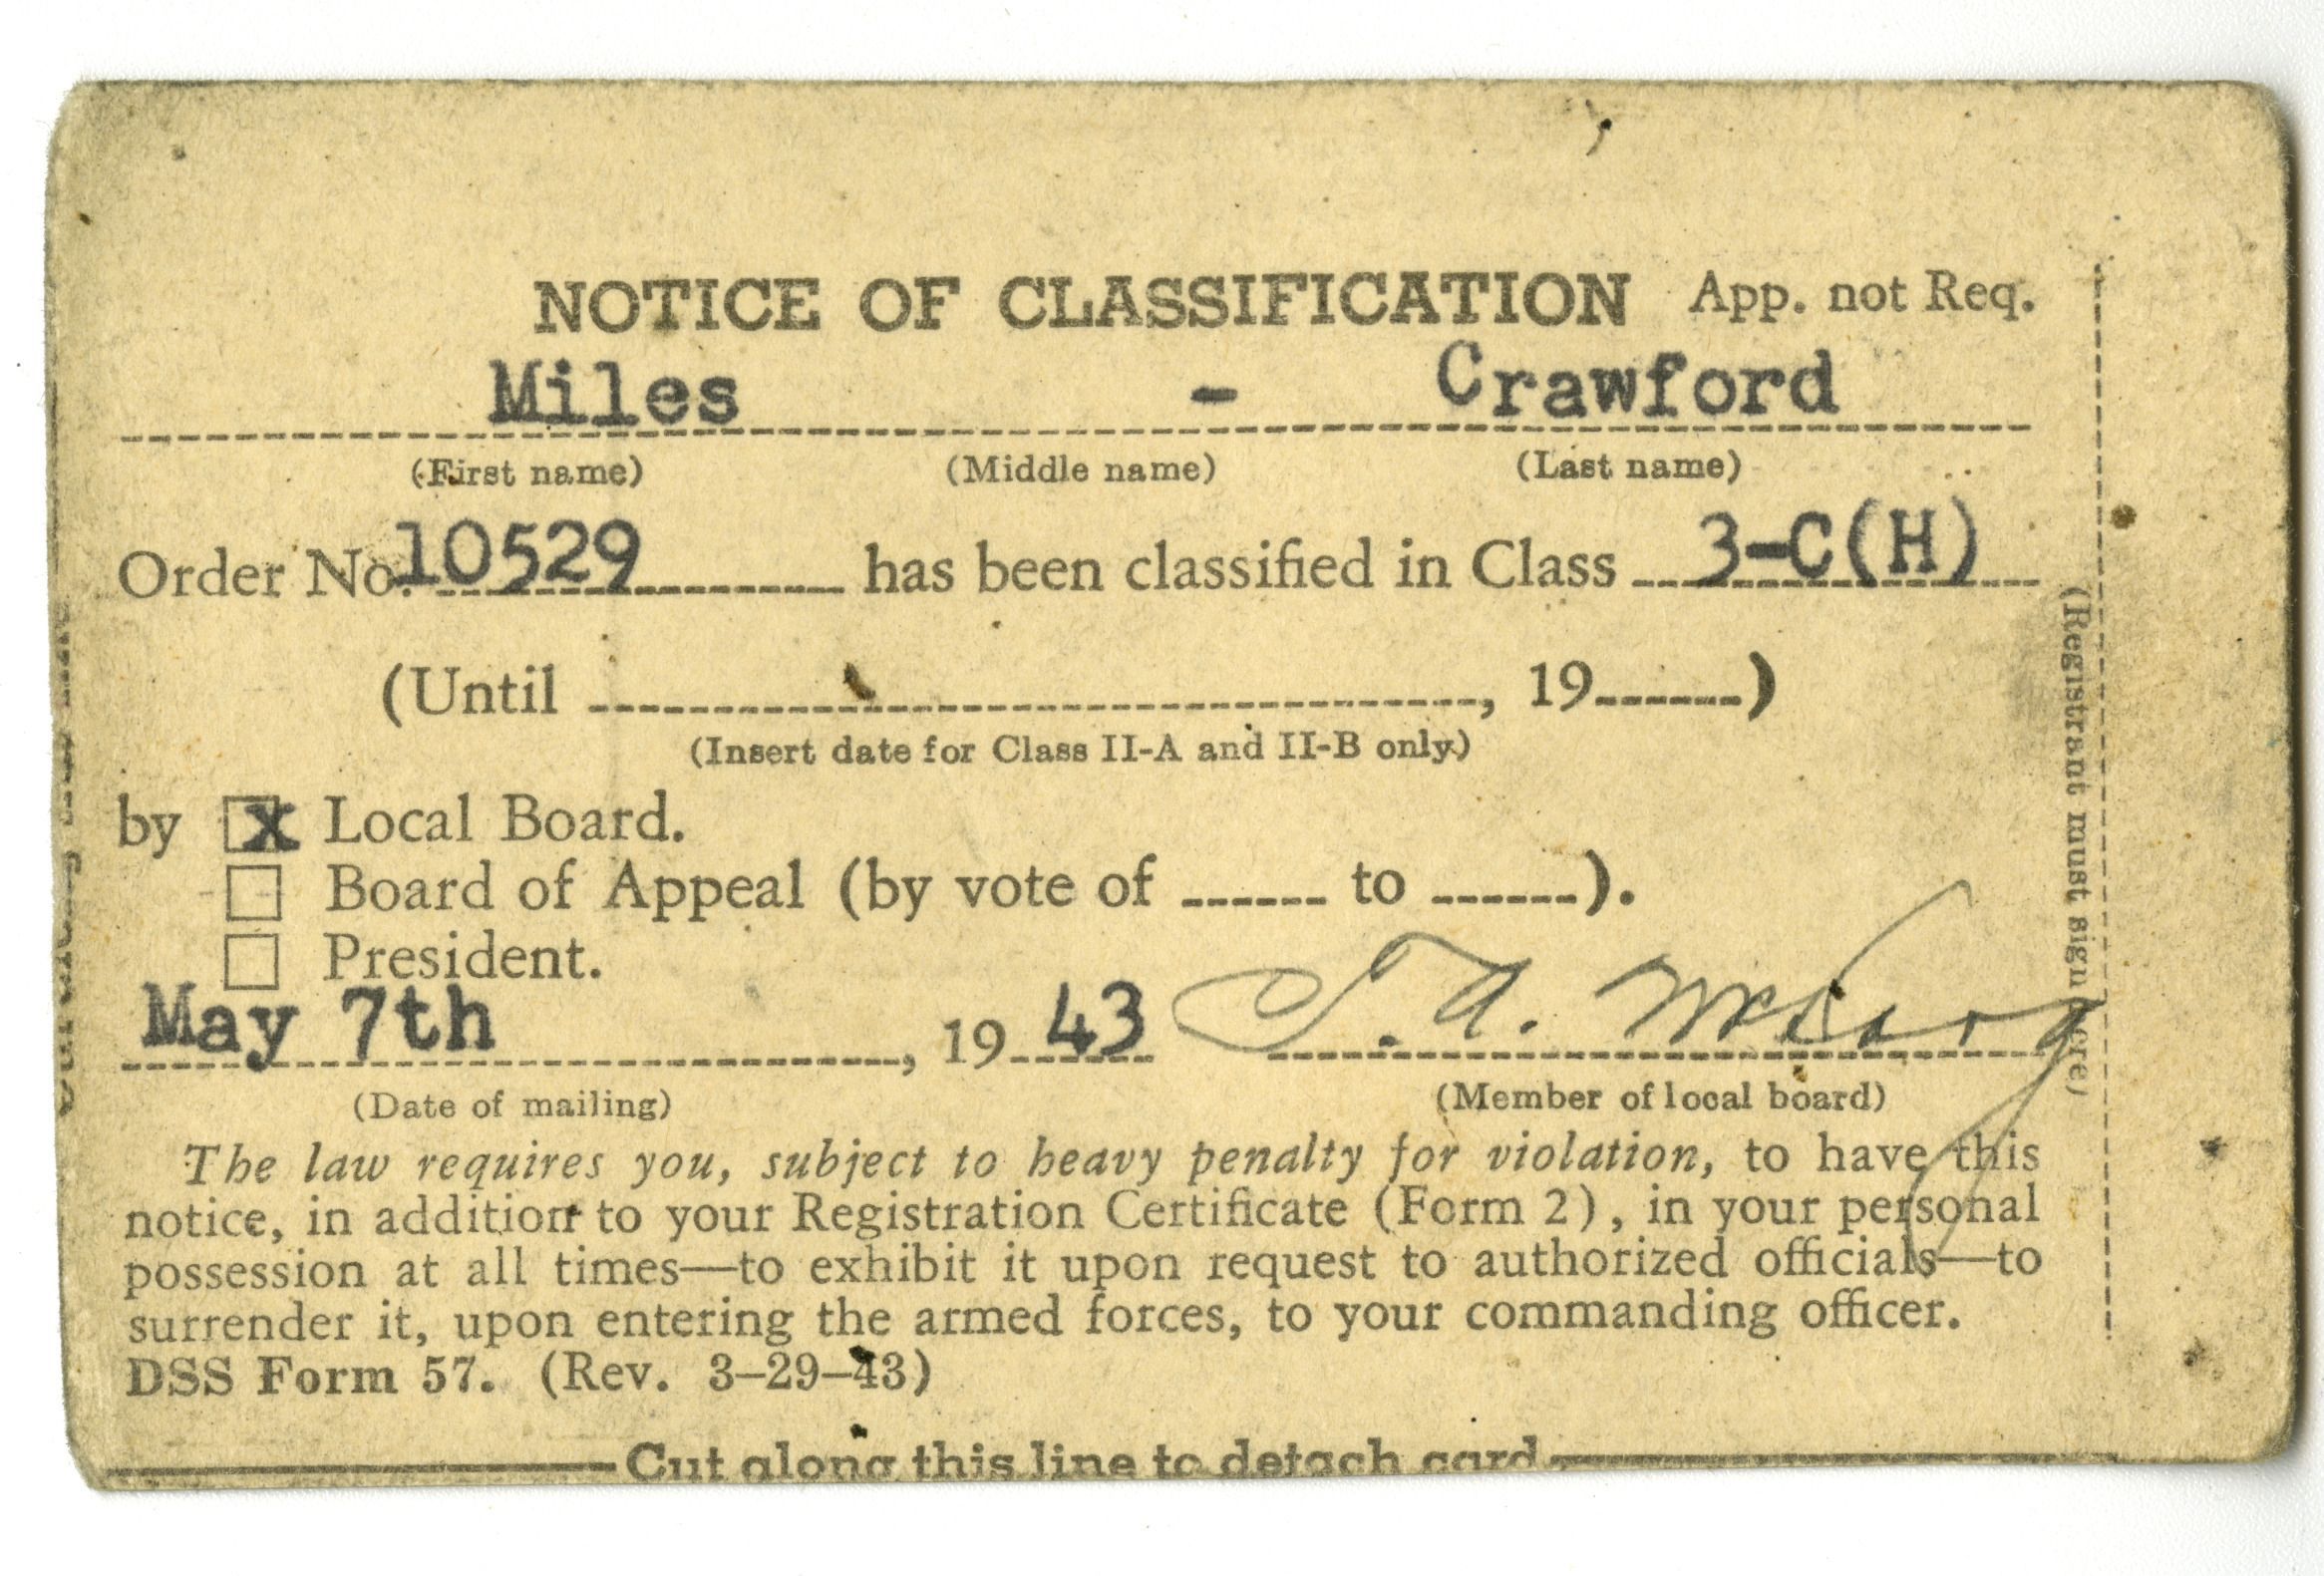 NOTICE OF CLASSIFICATION App. not Req.
Miles - Crawford
(First name) (Middle name) (Last name)
Order No. 10529 has been classified in Class 3-C(H)
(Until , 19 )
(Insert date for Class II-A and II-B only)
by x Local Board.
Board of Appeal (by vote of to ).
President.
May 7th, 19 43 T. A.
(Date of mailing) (Member of local board)
The law requires you, subject to heavy penalty for violation, to have this
notice, in addition to your Registration Certificate (Form 2), in your personal
possession at all times—to exhibit it upon request to authorized officials—to
surrender it, upon entering the armed forces, to your commanding officer.
DSS Form 57. (Rev. 3-29-43)
Cut along this line to detach card
(Registrant must sign here)